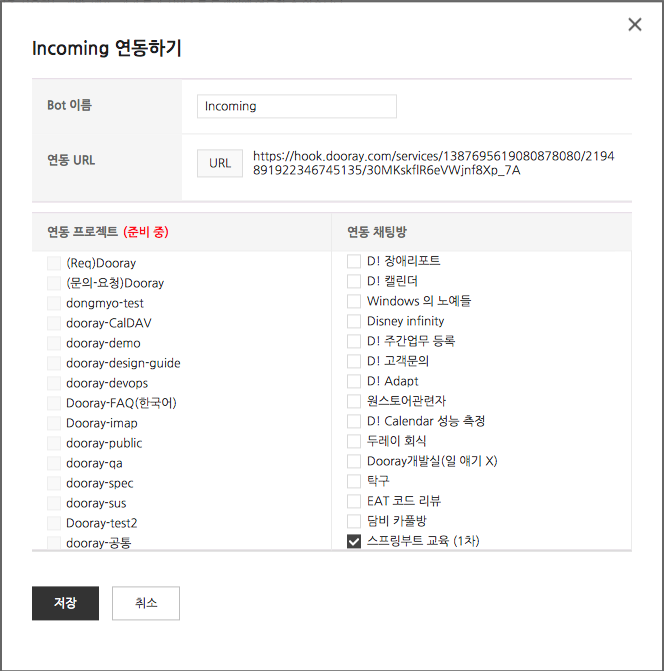 Incoming 연동하기
Bot 이름
Incoming
연동 URL
URL
https://hook.dooray.com/services/1387695619080878080/2194
891922346745135/30MKskflR6eVWjnf8Xp_7A
연동 프로젝트 (준비 중)
(Req)Dooray
(문의-요청)Dooray
dongmyo-test
dooray-CalDAV
dooray-demo
dooray-design-guide
dooray-devops
Dooray-FAQ(한국어)
Dooray-imap
dooray-public
dooray-qa
dooray-spec
dooray-sus
Dooray-test2
dooray-공통
연동 채팅방
D! 장애리포트
D! 캘린더
Windows 의 노예들
Disney infinity
D! 주간업무 등록
D! 고객문의
D! Adapt
원스토어관련자
D! Calendar 성능 측정
두레이 회식
Dooray개발실(일 얘기 X)
탁구
EAT 코드 리뷰
담비 카풀방
스프링부트 교육 (1차)
저장
취소